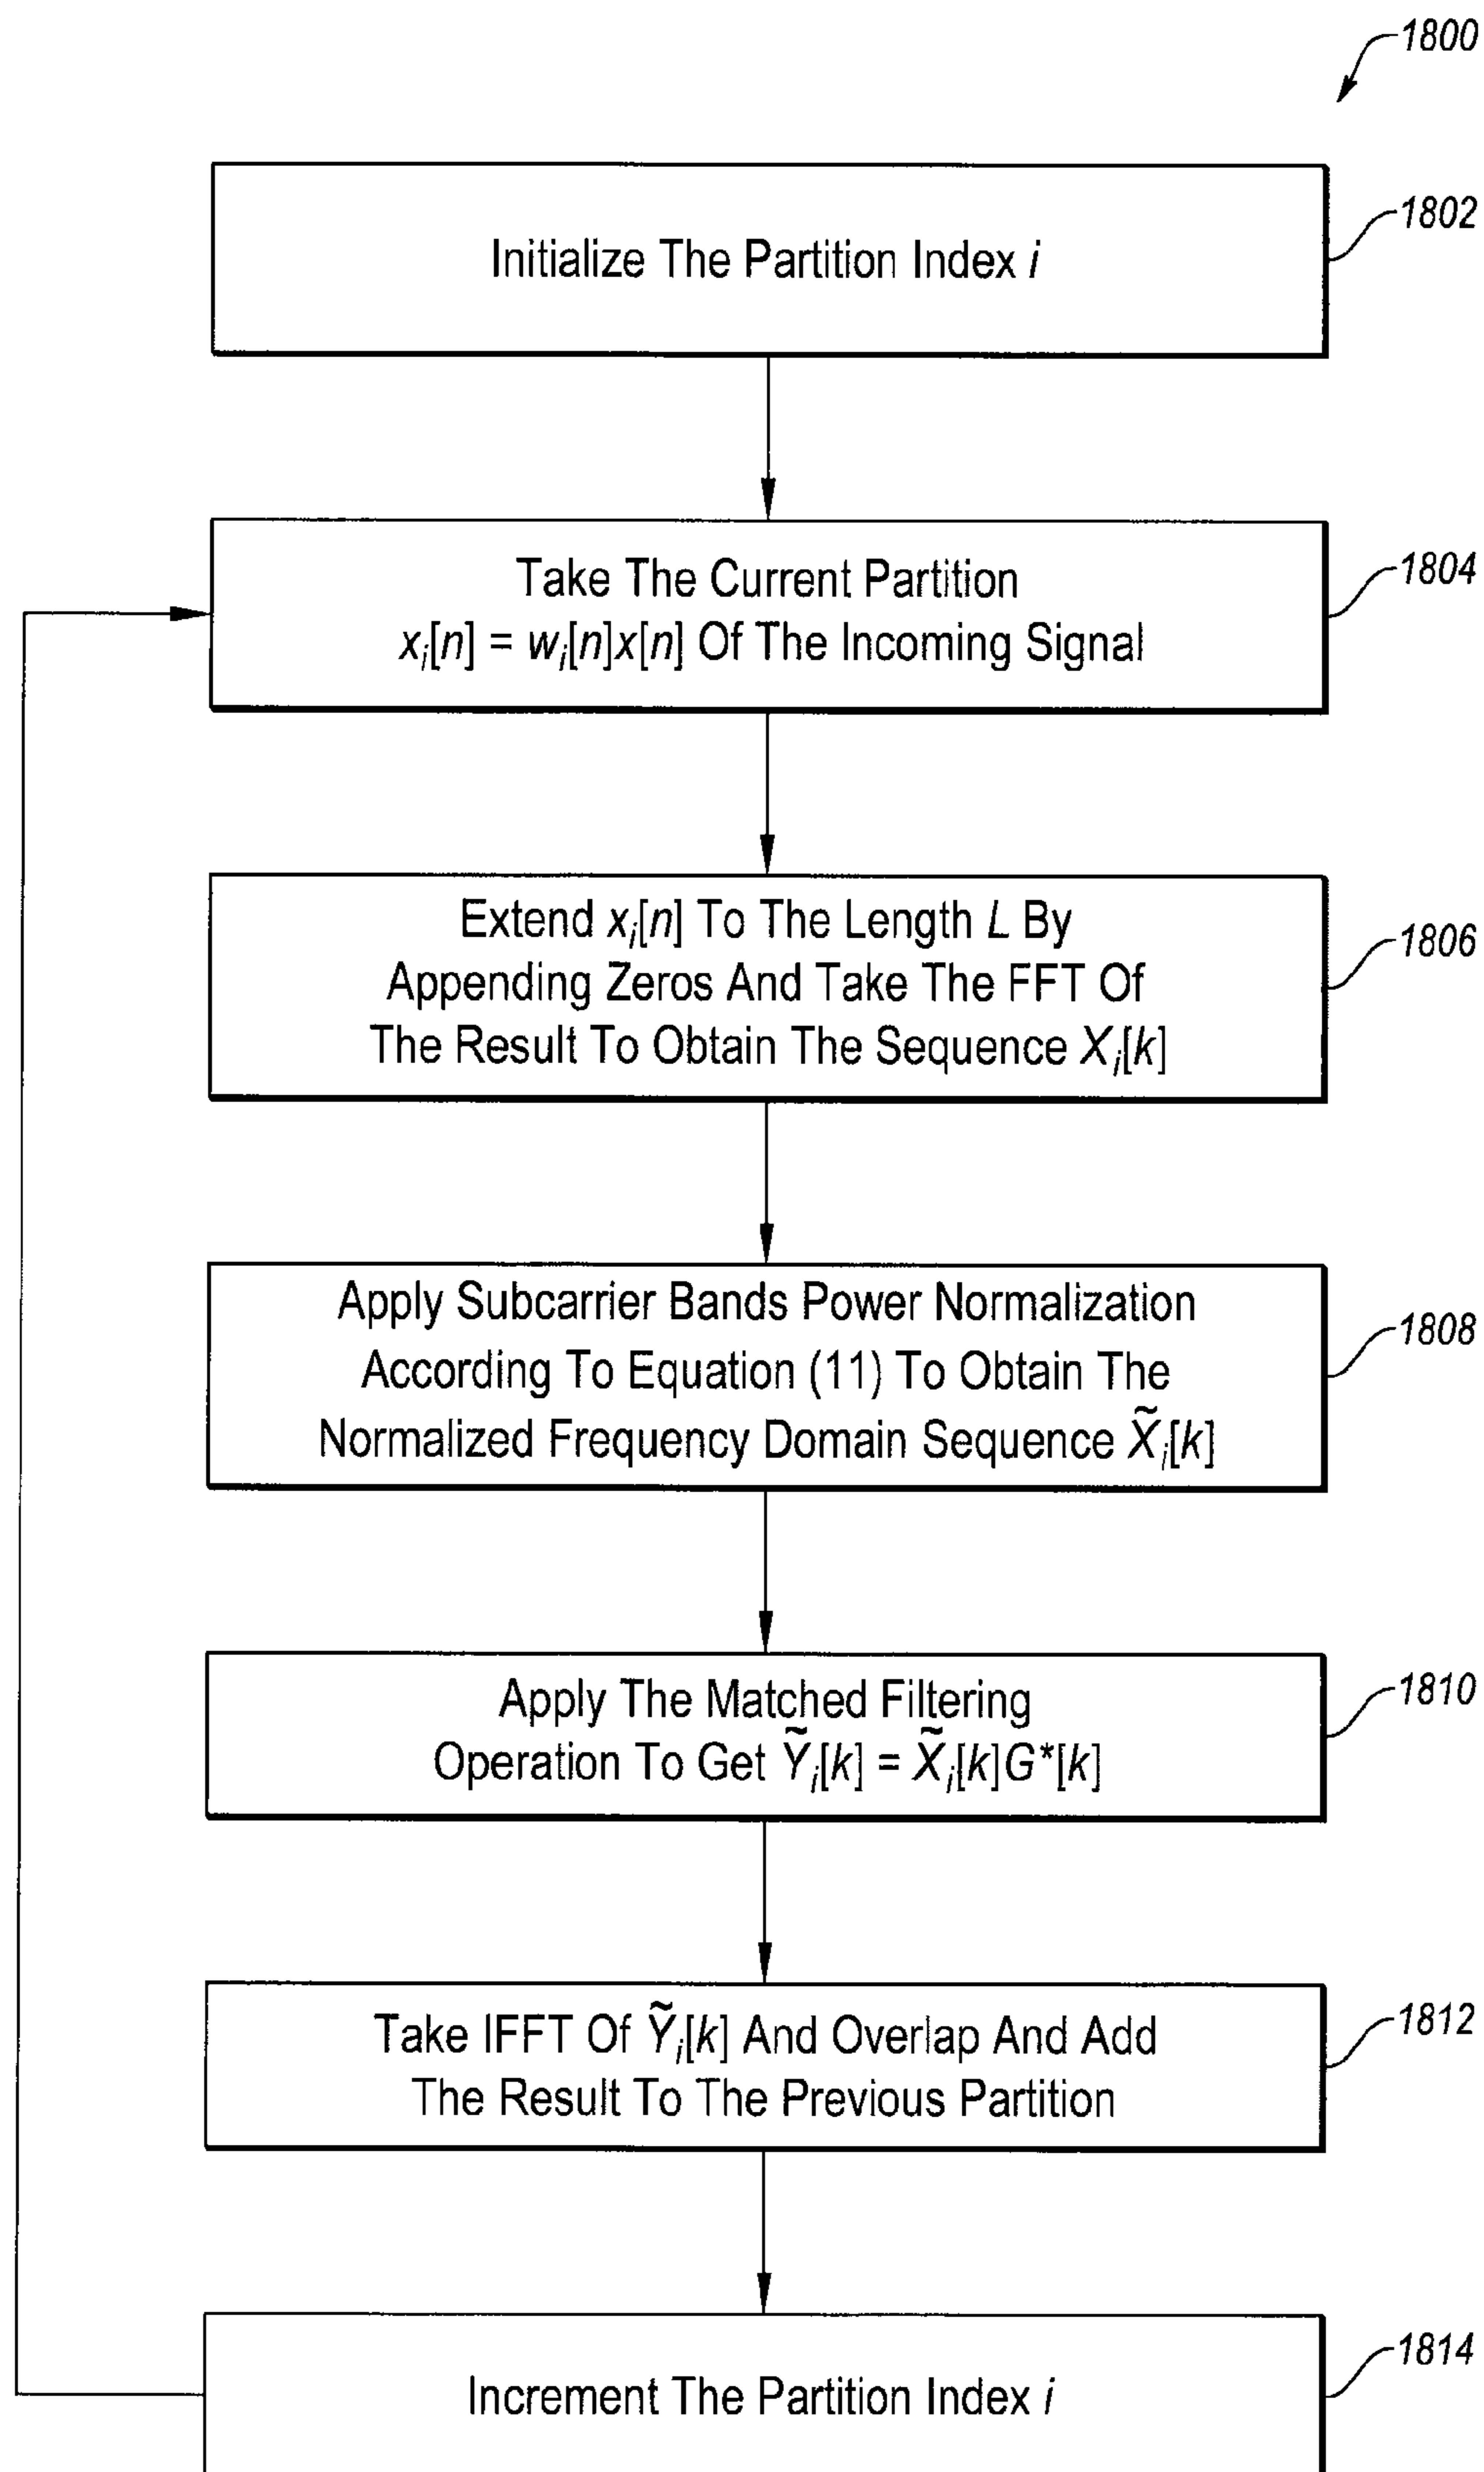 1800
Initialize The Partition Index i
1802
Take The Current Partition
xᵢ[n] = wᵢ[n]x[n] Of The Incoming Signal
1804
Extend xᵢ[n] To The Length L By
Appending Zeros And Take The FFT Of
The Result To Obtain The Sequence Xᵢ[k]
1806
Apply Subcarrier Bands Power Normalization
According To Equation (11) To Obtain The
Normalized Frequency Domain Sequence X̃ᵢ[k]
1808
Apply The Matched Filtering
Operation To Get Ỹᵢ[k] = X̃ᵢ[k]G*[k]
1810
Take IFFT Of Ỹᵢ[k] And Overlap And Add
The Result To The Previous Partition
1812
Increment The Partition Index i
1814